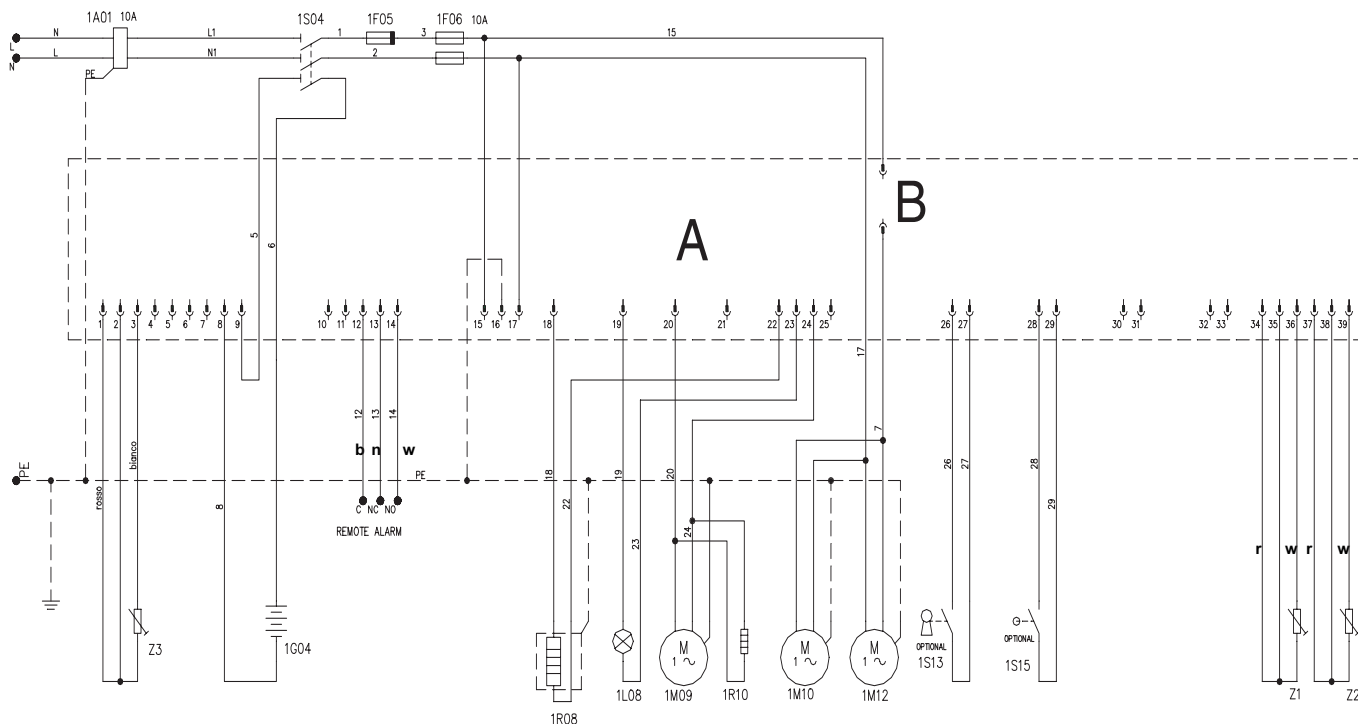 1A01 10A 1S04 1F05 1F06 10A
L N L1 1 3 15
N L N1 2
PE
5 6
A
B
1 2 3 4 5 6 7 8 9 10 11 12 13 14 15 16 17 18 19 20 21 22 23 24 25 26 27 28 29 30 31 32 33 34 35 36 37 38 39
17
12 13 14 7
b n w
PE bianco PE
rosso 8 18 22 19 23 20 24 26 27 28 29
C NC NO
REMOTE ALARM
r w r w
Z3 1G04
M 1 M 1 M 1
OPTIONAL OPTIONAL
1S13 1S15
1R08 1L08 1M09 1R10 1M10 1M12 Z1 Z2